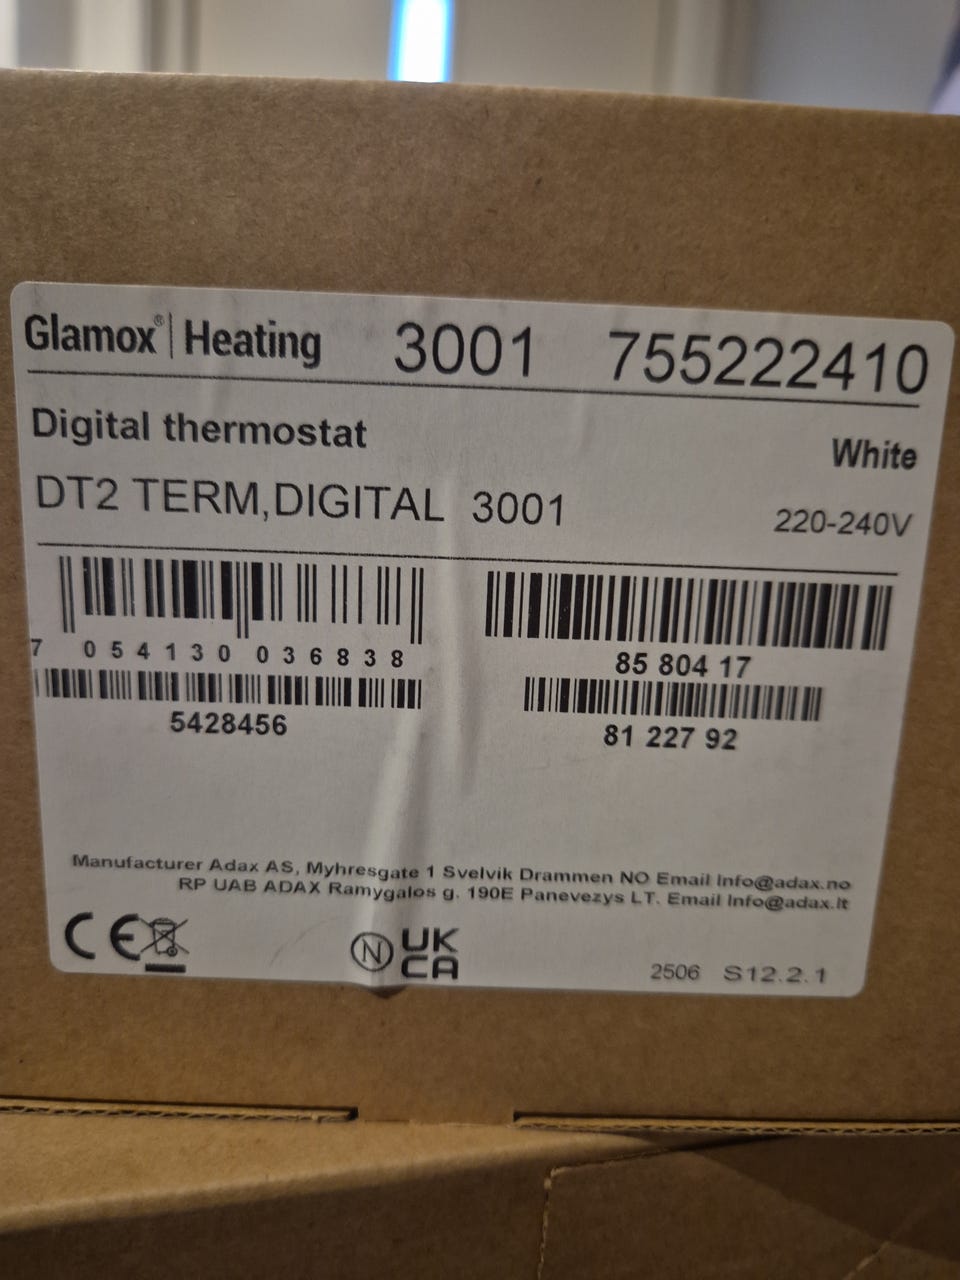 Glamox® | Heating 3001 755222410
Digital thermostat White
DT2 TERM,DIGITAL 3001 220-240V
7 054130 036838 85 804 17
5428456 81 227 92
Manufacturer Adax AS, Myhresgate 1 Svelvik Drammen NO Email Info@adax.no
RP UAB ADAX Ramygalos g. 190E Panevezys LT. Email Info@adax.lt
CE N UK
CA
2506 S12.2.1